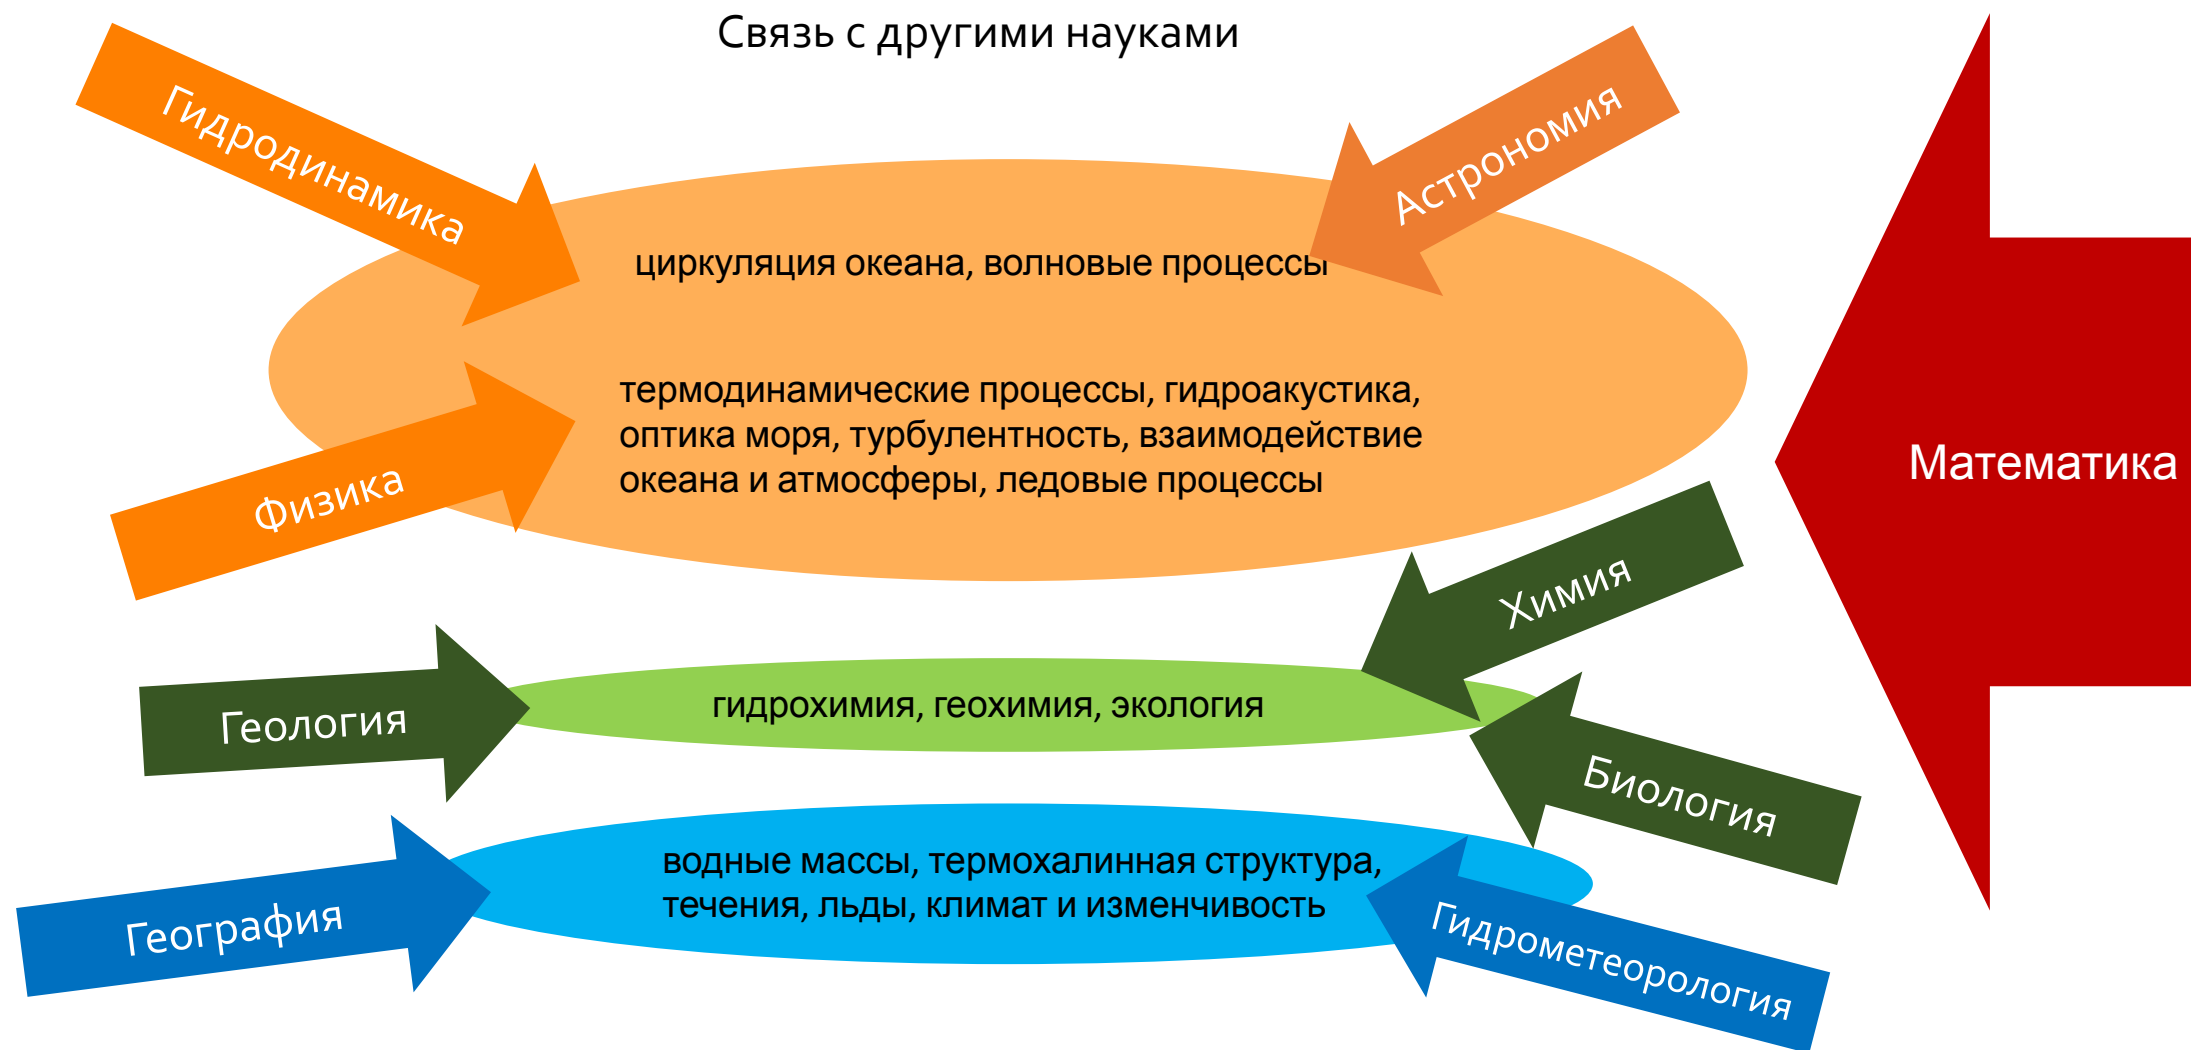 Связь с другими науками
Гидродинамика
Астрономия
циркуляция океана, волновые процессы
термодинамические процессы, гидроакустика,
оптика моря, турбулентность, взаимодействие
океана и атмосферы, ледовые процессы
Математика
Физика
Химия
Геология
гидрохимия, геохимия, экология
Биология
водные массы, термохалинная структура,
течения, льды, климат и изменчивость
География
Гидрометеорология